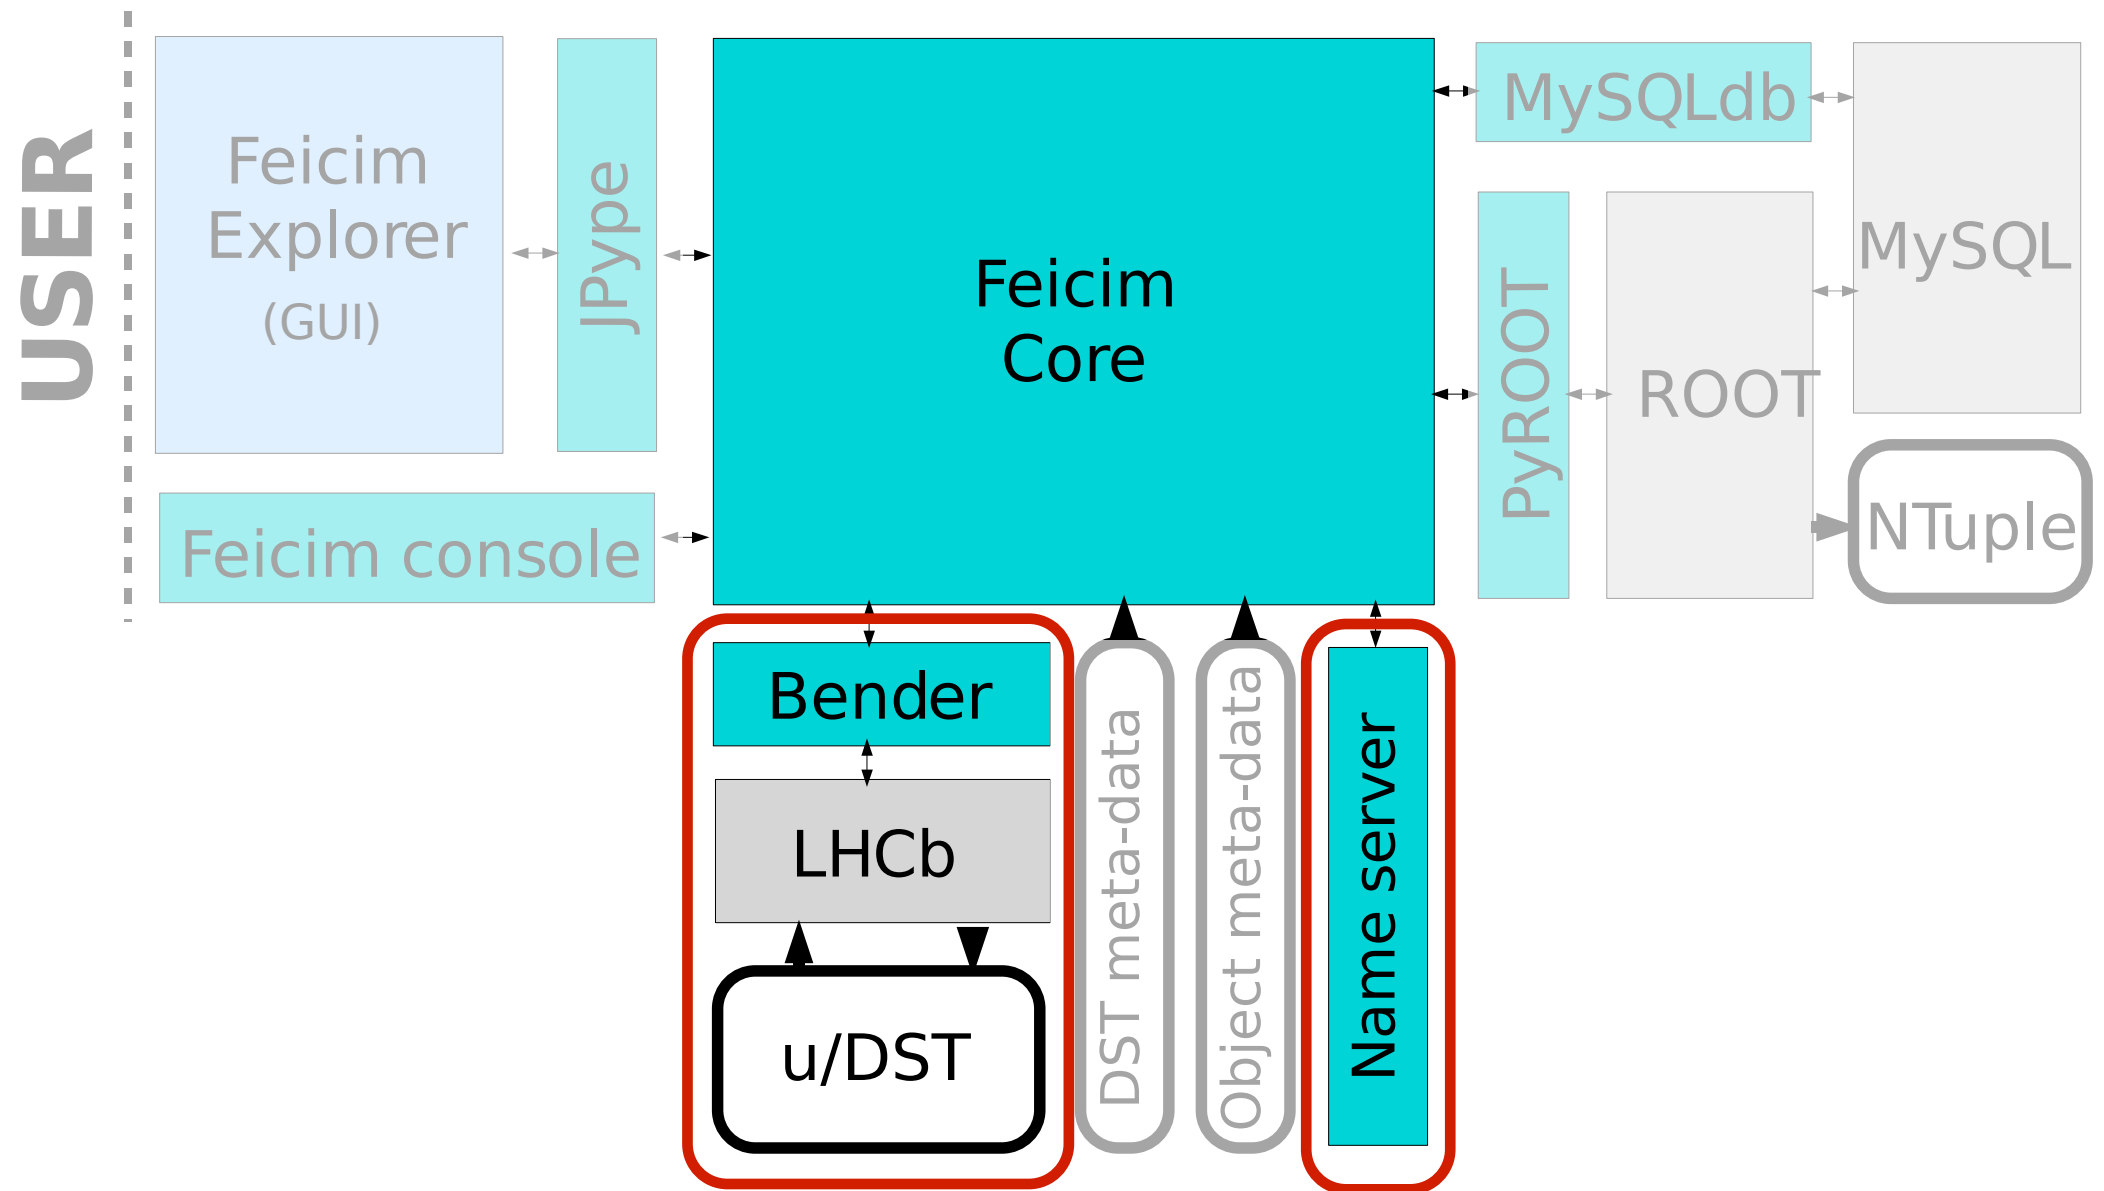 USER
Feicim
Explorer
(GUI)
JPype
Feicim console
Feicim
Core
MySQLdb
MySQL
PyROOT
ROOT
NTuple
Bender
LHCb
u/DST
DST meta-data
Object meta-data
Name server